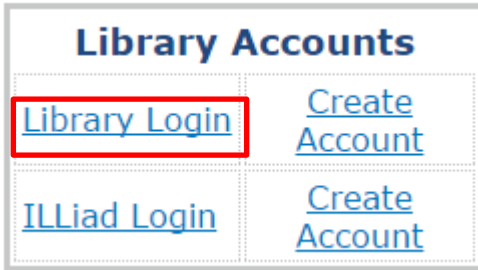 Library Accounts
Library Login
Create
Account
ILLiad Login
Create
Account